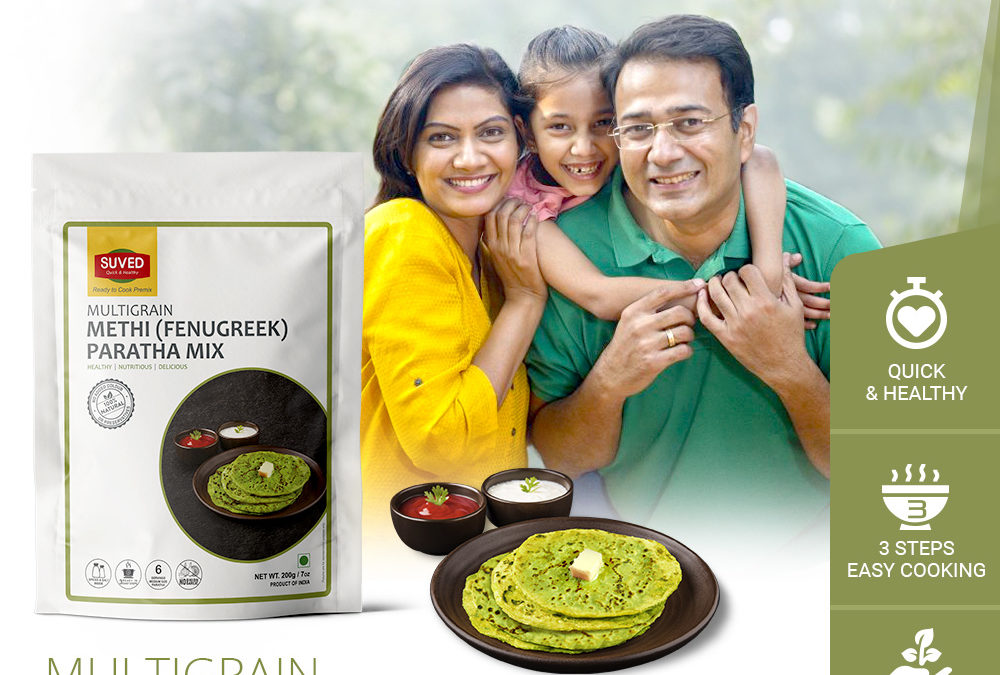 SUVED
Quick & Healthy
Ready to Cook Premix
MULTIGRAIN
METHI (FENUGREEK)
PARATHA MIX
HEALTHY | NUTRITIOUS | DELICIOUS
100%
NATURAL
6
NET WT. 200g / 7oz
PRODUCT OF INDIA
QUICK
& HEALTHY
3
3 STEPS
EASY COOKING
MULTIGRAIN